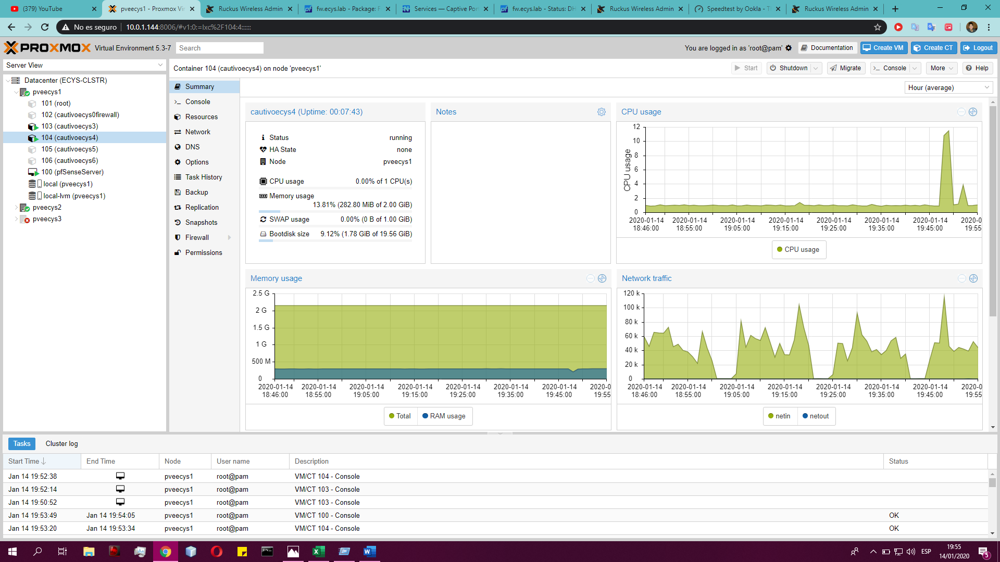 (379) YouTube
pveecys1 - Proxmox Vir
Ruckus Wireless Admin
fw.ecys.lab - Package: F
Services — Captive Port
fw.ecys.lab - Status: DH
Ruckus Wireless Admin
Speedtest by Ookla - Th
Ruckus Wireless Admin
No es seguro 10.0.1.144:8006/#v1:0:=lxc%2F104:4::::::
PROXMOX Virtual Environment 5.3-7 Search
You are logged in as 'root@pam' Documentation Create VM Create CT Logout
Server View
Container 104 (cautivoecys4) on node 'pveecys1'
Start Shutdown Migrate Console More Help
Datacenter (ECYS-CLSTR)
pveecys1
101 (root)
102 (cautivoecys0firewall)
103 (cautivoecys3)
104 (cautivoecys4)
105 (cautivoecys5)
106 (cautivoecys6)
100 (pfSenseServer)
local (pveecys1)
local-lvm (pveecys1)
pveecys2
pveecys3
Summary
Console
Resources
Network
DNS
Options
Task History
Backup
Replication
Snapshots
Firewall
Permissions
Hour (average)
cautivoecys4 (Uptime: 00:07:43)
Status running
HA State none
Node pveecys1
CPU usage 0.00% of 1 CPU(s)
Memory usage
13.81% (282.80 MiB of 2.00 GiB)
SWAP usage 0.00% (0 B of 1.00 GiB)
Bootdisk size 9.12% (1.78 GiB of 19.56 GiB)
Notes
CPU usage
CPU usage
12
10
8
6
4
2
0
2020-01-14 2020-01-14 2020-01-14 2020-01-14 2020-01-14 2020-01-14 2020-01-14 2020-0
18:46:00 18:55:00 19:05:00 19:15:00 19:25:00 19:35:00 19:45:00 19:55
CPU usage
Memory usage
2.5 G
2 G
1.5 G
1 G
500 M
0
2020-01-14 2020-01-14 2020-01-14 2020-01-14 2020-01-14 2020-01-14 2020-01-14 2020-0
18:46:00 18:55:00 19:05:00 19:15:00 19:25:00 19:35:00 19:45:00 19:55
Total RAM usage
Network traffic
120 k
100 k
80 k
60 k
40 k
20 k
0
2020-01-14 2020-01-14 2020-01-14 2020-01-14 2020-01-14 2020-01-14 2020-01-14 2020-0
18:46:00 18:55:00 19:05:00 19:15:00 19:25:00 19:35:00 19:45:00 19:55
netin netout
Tasks Cluster log
Start Time End Time Node User name Description Status
Jan 14 19:52:38 pveecys1 root@pam VM/CT 104 - Console
Jan 14 19:52:14 pveecys1 root@pam VM/CT 103 - Console
Jan 14 19:50:52 pveecys1 root@pam VM/CT 103 - Console
Jan 14 19:53:49 Jan 14 19:54:05 pveecys1 root@pam VM/CT 100 - Console OK
Jan 14 19:53:20 Jan 14 19:53:34 pveecys1 root@pam VM/CT 104 - Console OK
ESP
19:55
14/01/2020
5